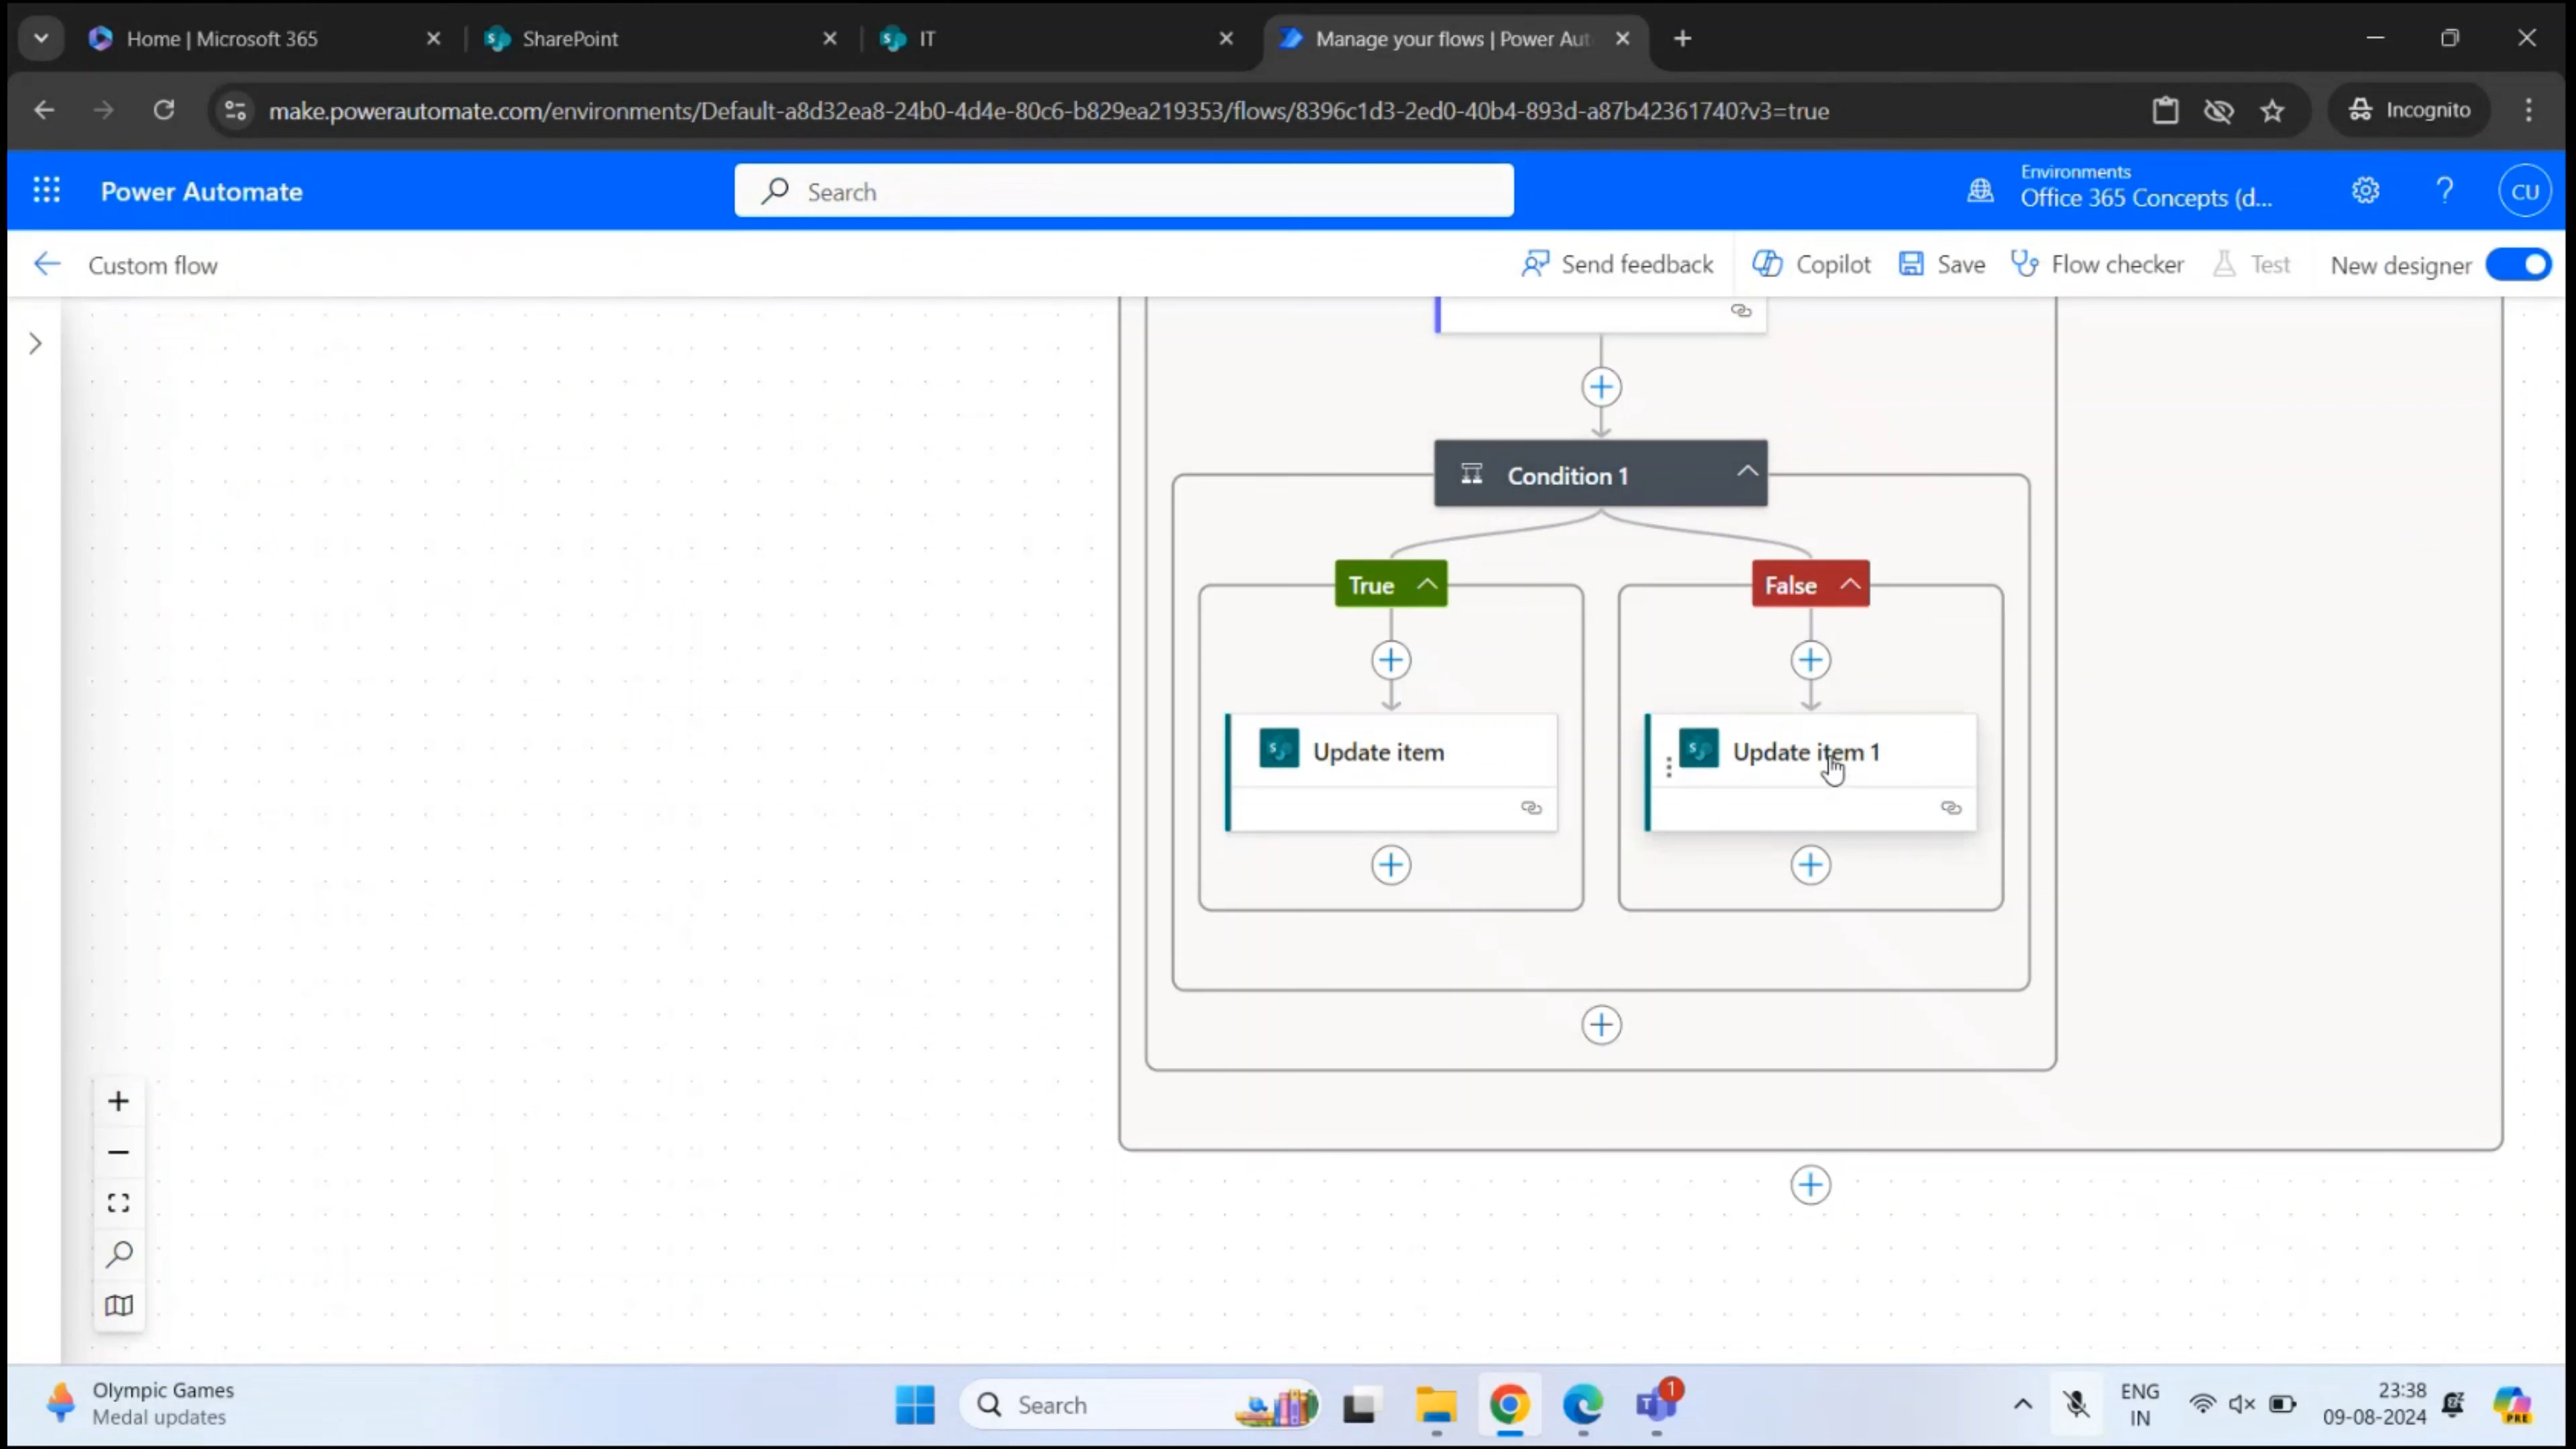 Home | Microsoft 365
SharePoint
IT
Manage your flows | Power Aut
make.powerautomate.com/environments/Default-a8d32ea8-24b0-4d4e-80c6-b829ea219353/flows/8396c1d3-2ed0-40b4-893d-a87b42361740?v3=true
Incognito
Power Automate
Search
Environments
Office 365 Concepts (d...
CU
Custom flow
Send feedback
Copilot
Save
Flow checker
Test
New designer
Condition 1
True
False
Update item
Update item 1
Olympic Games
Medal updates
Search
1
ENG
IN
23:38
09-08-2024
PRE